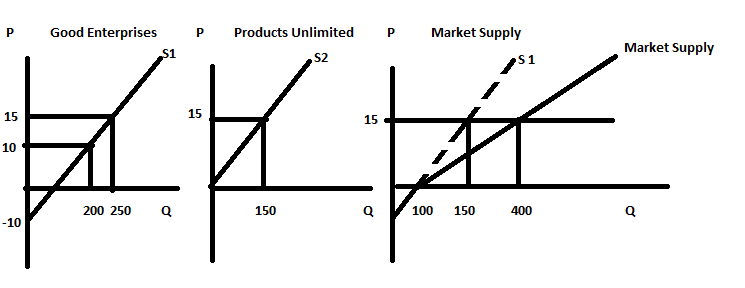 P Good Enterprises
S1
15
10
-10
200 250 Q
P Products Unlimited
S2
15
150
Q
P Market Supply
S 1
Market Supply
15
100 150 400 Q